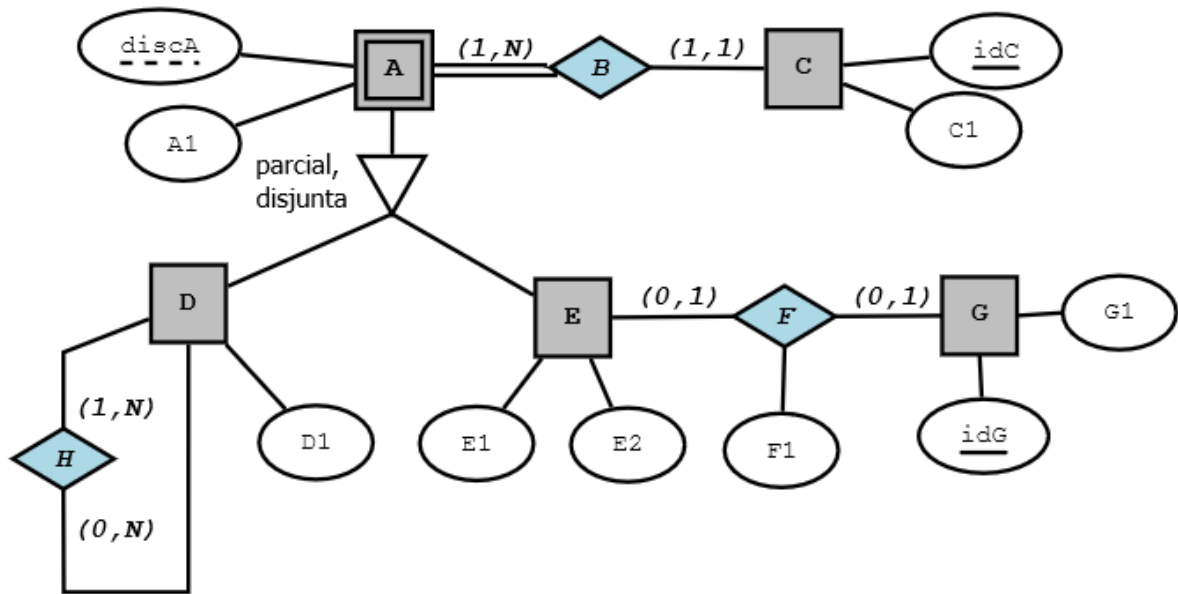 discA
A
(1,N)
B
(1,1)
C
idC
A1
C1
parcial,
disjunta
D
E
(0,1)
F
(0,1)
G
G1
(1,N)
H
(0,N)
D1
E1
E2
F1
idG